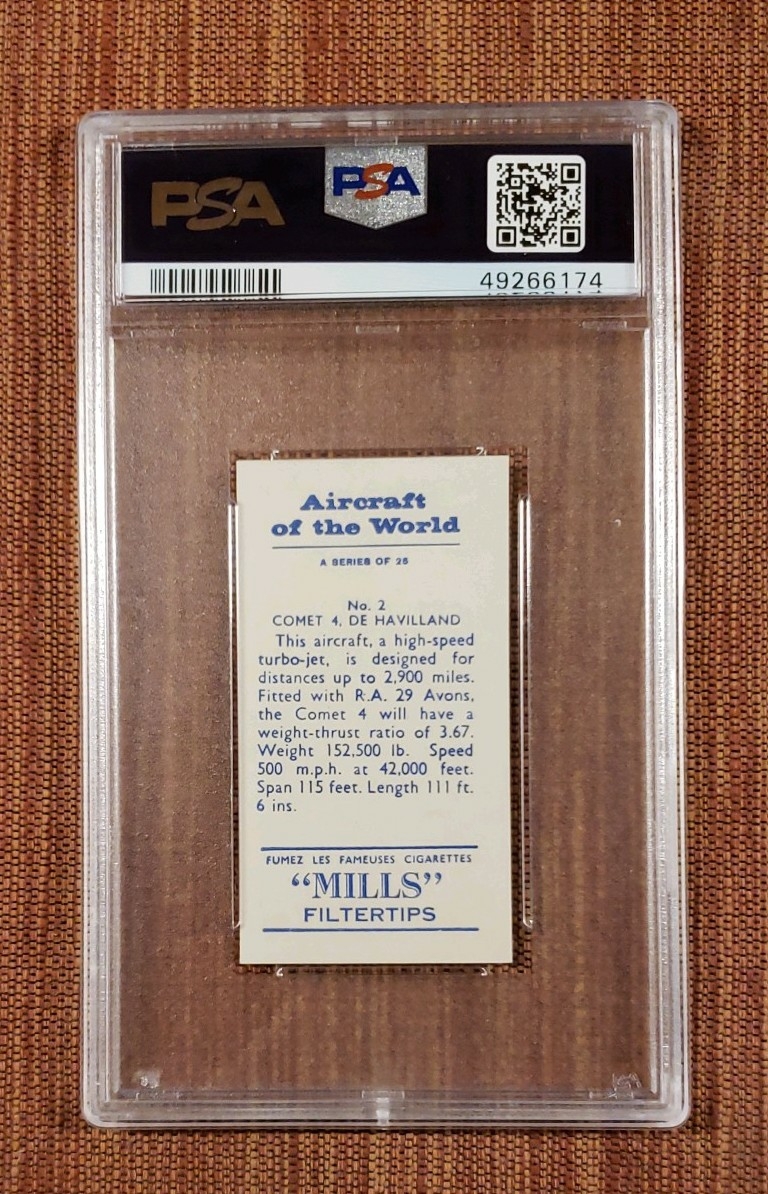 PSA
PSA
49266174
Aircraft
of the World
A SERIES OF 25
No. 2
COMET 4, DE HAVILLAND
This aircraft, a high-speed
turbo-jet, is designed for
distances up to 2,900 miles.
Fitted with R.A. 29 Avons,
the Comet 4 will have a
weight-thrust ratio of 3.67.
Weight 152,500 lb. Speed
500 m.p.h. at 42,000 feet.
Span 115 feet. Length 111 ft.
6 ins.
FUMEZ LES FAMEUSES CIGARETTES
“MILLS”
FILTERTIPS